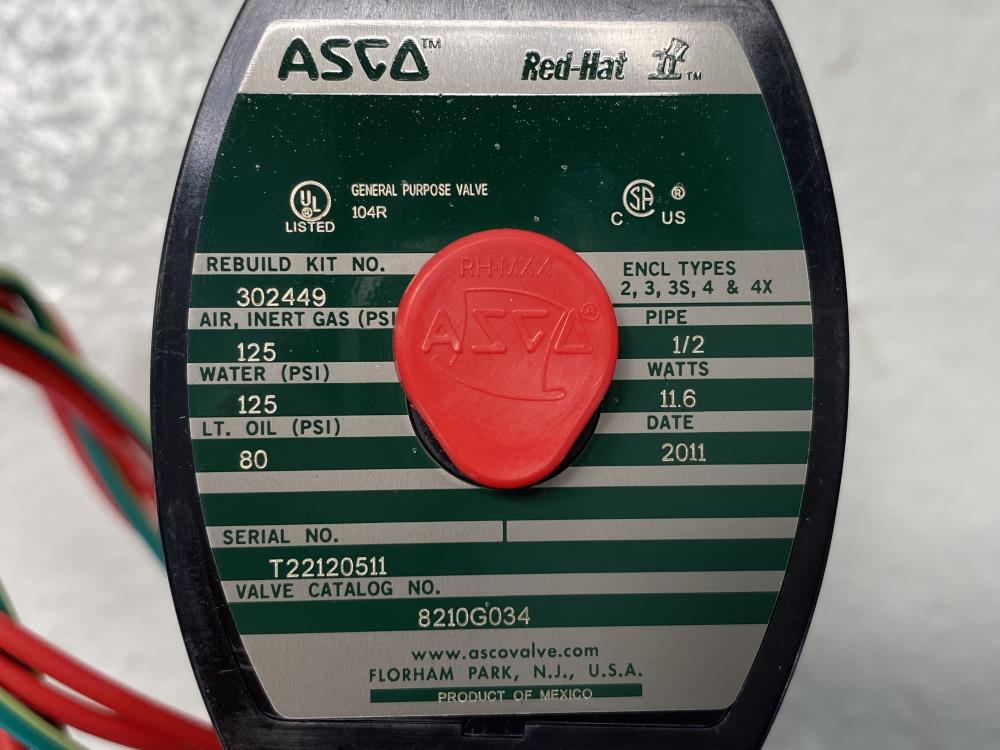 ASCO™ Red-Hat II™
UL® LISTED
GENERAL PURPOSE VALVE
104R
C SA® US
REBUILD KIT NO.
302449
AIR, INERT GAS (PSI
125
WATER (PSI)
125
LT. OIL (PSI)
80
RH-MXX
ASCO®
ENCL TYPES
2, 3, 3S, 4 & 4X
PIPE
1/2
WATTS
11.6
DATE
2011
SERIAL NO.
T22120511
VALVE CATALOG NO.
8210G034
www.ascovalve.com
FLORHAM PARK, N.J., U.S.A.
PRODUCT OF MEXICO